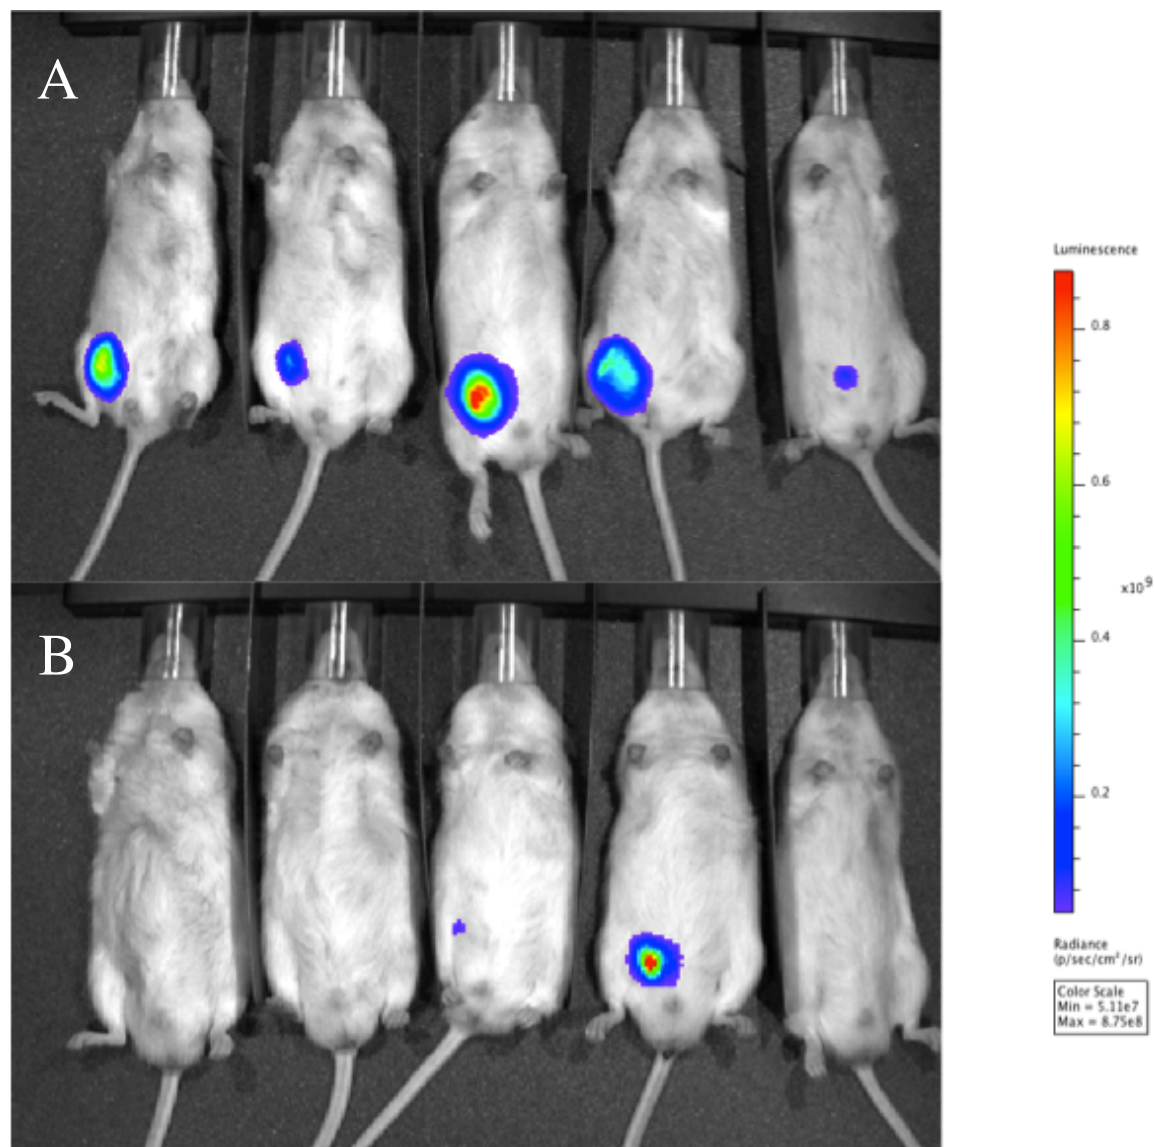 A
B
Luminescence
0.8
0.6
x10⁹
0.4
0.2
Radiance
(p/sec/cm²/sr)
Color Scale
Min = 5.11e7
Max = 8.75e8